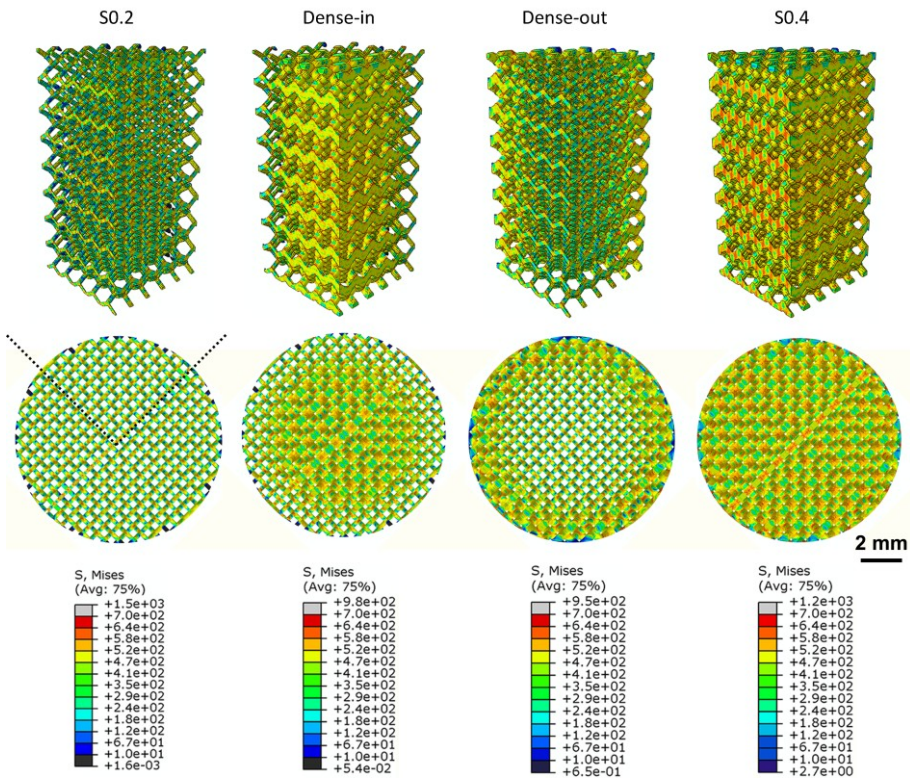 S0.2
Dense-in
Dense-out
S0.4
2 mm
S, Mises
(Avg: 75%)
+1.5e+03
+7.0e+02
+6.4e+02
+5.8e+02
+5.2e+02
+4.7e+02
+4.1e+02
+3.5e+02
+2.9e+02
+2.4e+02
+1.8e+02
+1.2e+02
+6.7e+01
+1.0e+01
+1.6e-03
S, Mises
(Avg: 75%)
+9.8e+02
+7.0e+02
+6.4e+02
+5.8e+02
+5.2e+02
+4.7e+02
+4.1e+02
+3.5e+02
+2.9e+02
+2.4e+02
+1.8e+02
+1.2e+02
+6.7e+01
+1.0e+01
+5.4e-02
S, Mises
(Avg: 75%)
+9.5e+02
+7.0e+02
+6.4e+02
+5.8e+02
+5.2e+02
+4.7e+02
+4.1e+02
+3.5e+02
+2.9e+02
+2.4e+02
+1.8e+02
+1.2e+02
+6.7e+01
+1.0e+01
+6.5e-01
S, Mises
(Avg: 75%)
+1.2e+03
+7.0e+02
+6.4e+02
+5.8e+02
+5.2e+02
+4.7e+02
+4.1e+02
+3.5e+02
+2.9e+02
+2.4e+02
+1.8e+02
+1.2e+02
+6.7e+01
+1.0e+01
+2.7e+00